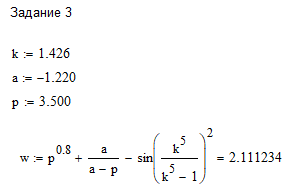 Задание 3
k := 1.426
a := −1.220
p := 3.500
w := p^0.8 + a/(a − p) − sin(k^5/(k^5 − 1))^2 = 2.111234